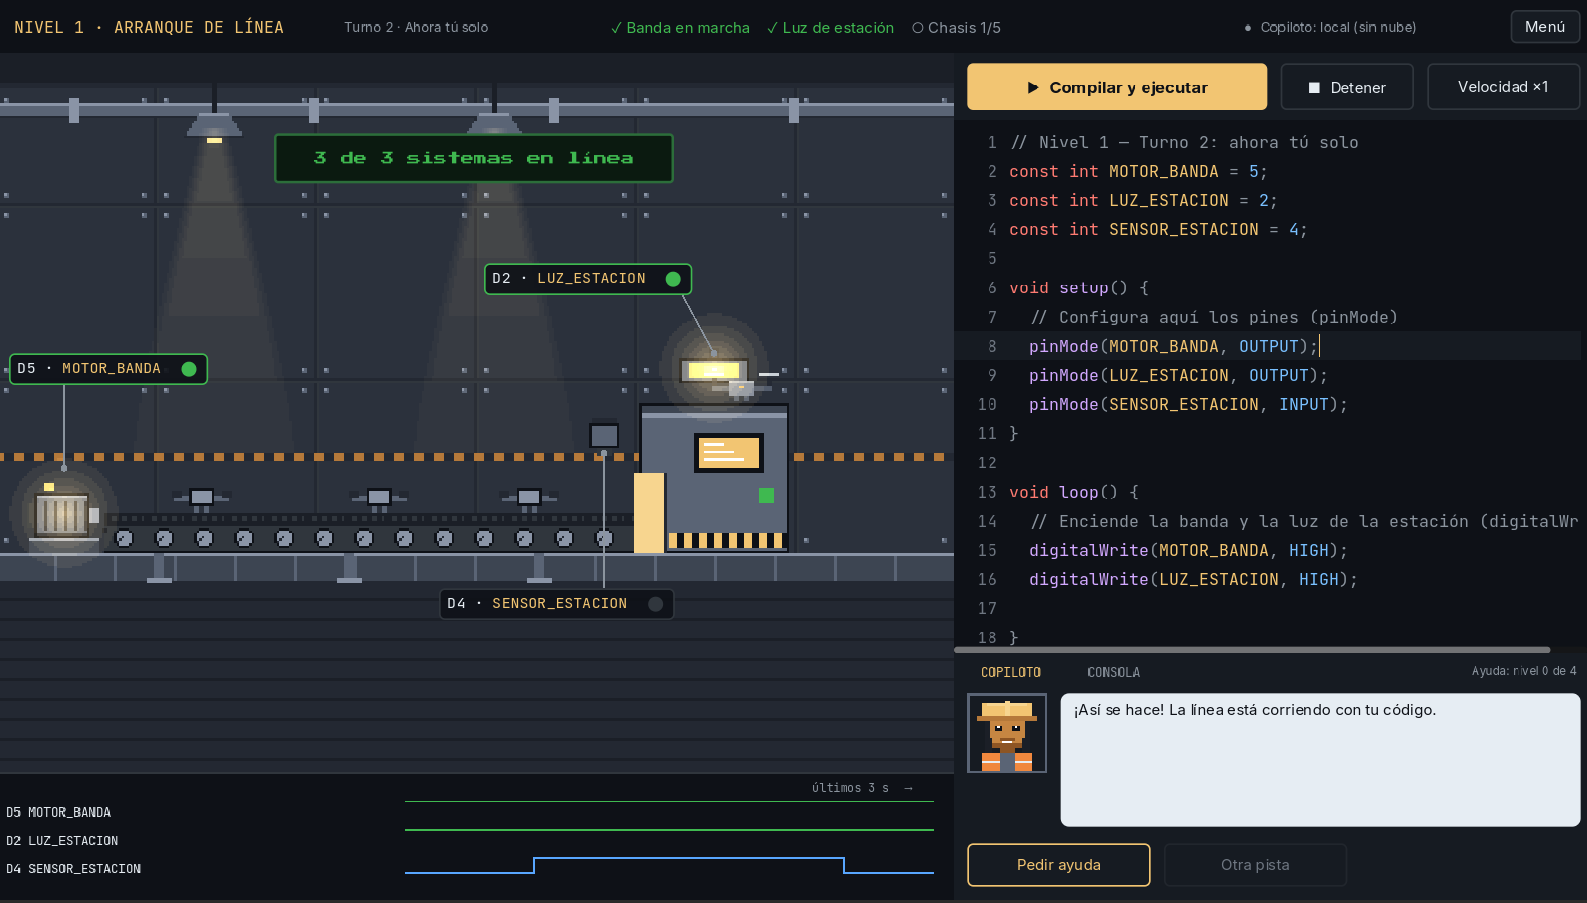 NIVEL 1 · ARRANQUE DE LÍNEA
Turno 2 · Ahora tú solo
✓ Banda en marcha
✓ Luz de estación
○ Chasis 1/5
● Copiloto: local (sin nube)
Menú
3 de 3 sistemas en línea
D2 · LUZ_ESTACION
D5 · MOTOR_BANDA
D4 · SENSOR_ESTACION
últimos 3 s →
D5 MOTOR_BANDA
D2 LUZ_ESTACION
D4 SENSOR_ESTACION
▶ Compilar y ejecutar
■ Detener
Velocidad ×1
1 // Nivel 1 — Turno 2: ahora tú solo
2 const int MOTOR_BANDA = 5;
3 const int LUZ_ESTACION = 2;
4 const int SENSOR_ESTACION = 4;
5
6 void setup() {
7 // Configura aquí los pines (pinMode)
8 pinMode(MOTOR_BANDA, OUTPUT);
9 pinMode(LUZ_ESTACION, OUTPUT);
10 pinMode(SENSOR_ESTACION, INPUT);
11 }
12
13 void loop() {
14 // Enciende la banda y la luz de la estación (digitalWr
15 digitalWrite(MOTOR_BANDA, HIGH);
16 digitalWrite(LUZ_ESTACION, HIGH);
17
18 }
COPILOTO
CONSOLA
Ayuda: nivel 0 de 4
¡Así se hace! La línea está corriendo con tu código.
Pedir ayuda
Otra pista